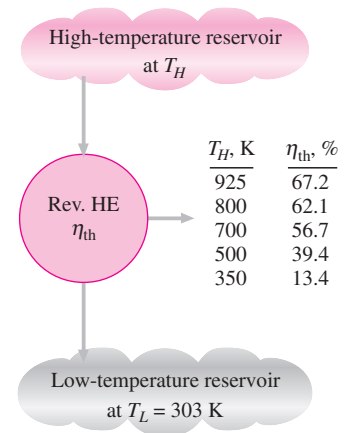 High-temperature reservoir
at T_H
Rev. HE
η_th
T_H, K η_th, %
925 67.2
800 62.1
700 56.7
500 39.4
350 13.4
Low-temperature reservoir
at T_L = 303 K